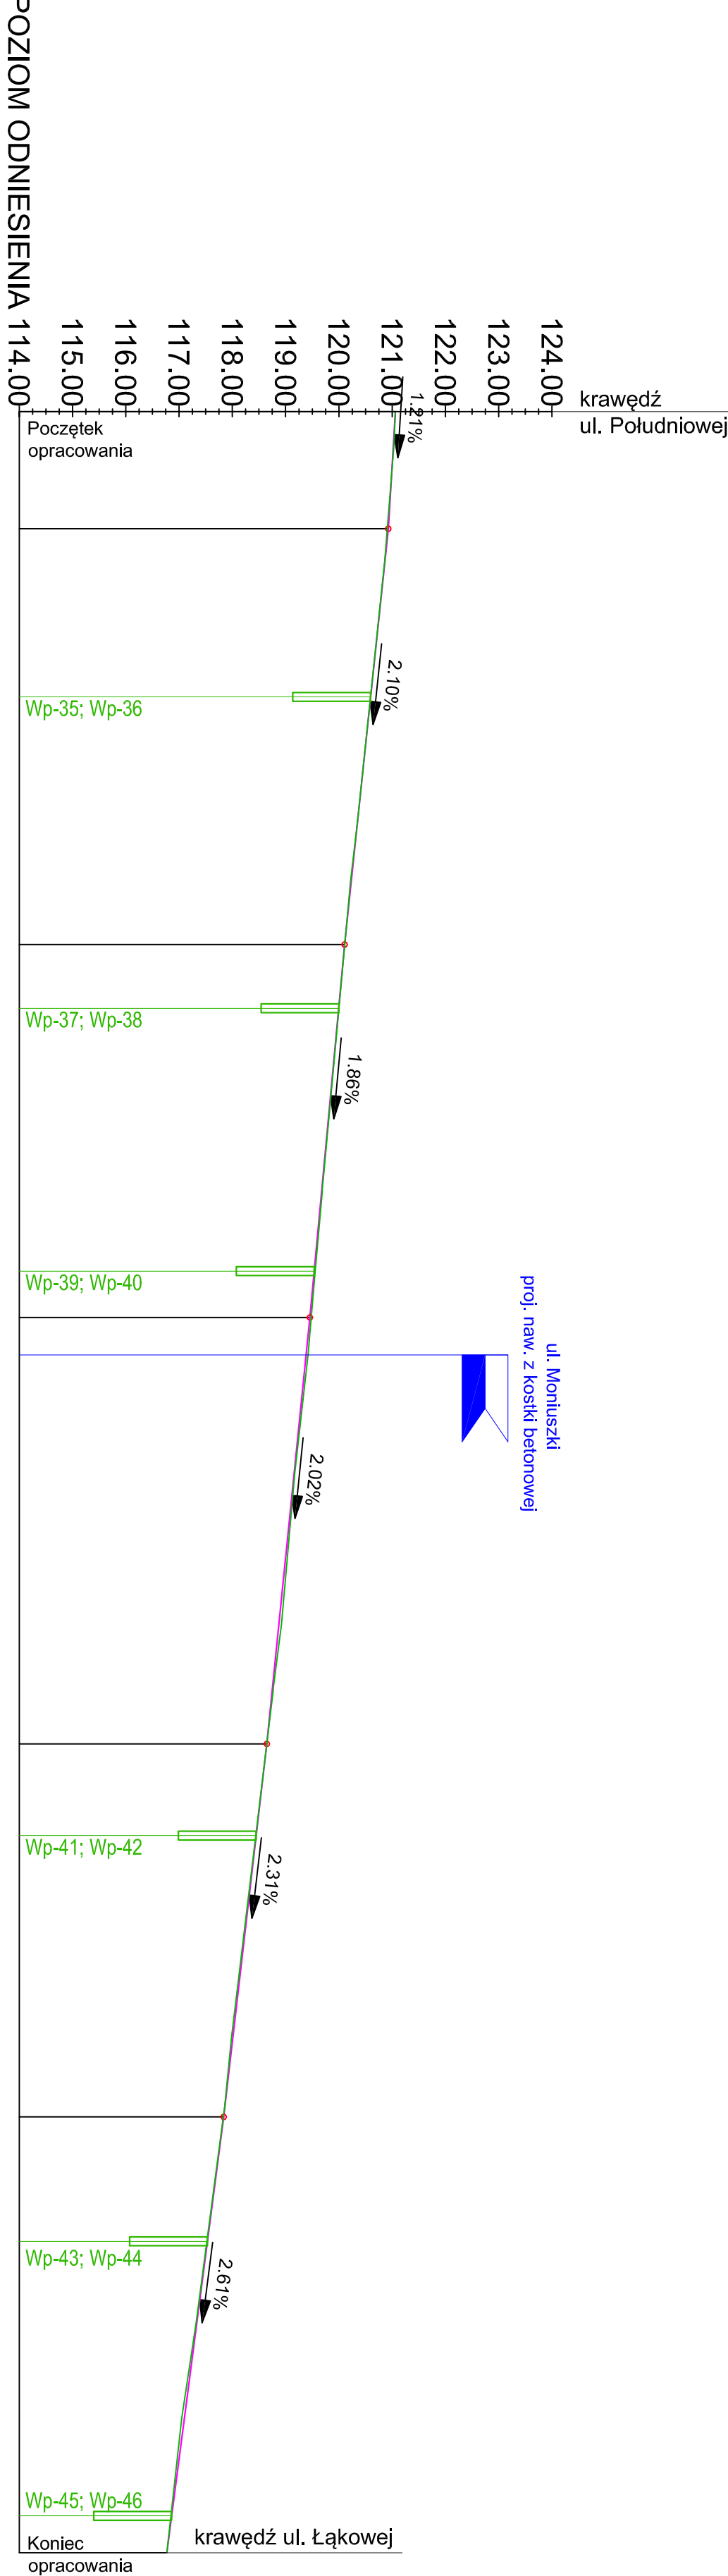 POZIOM ODNIESIENIA 114.00
115.00
116.00
117.00
118.00
119.00
120.00
121.00
122.00
123.00
124.00
krawędź
ul. Południowej
Początek
opracowania
1.21%
2.10%
Wp-35; Wp-36
Wp-37; Wp-38
1.86%
Wp-39; Wp-40
ul. Moniuszki
proj. naw. z kostki betonowej
2.02%
Wp-41; Wp-42
2.31%
Wp-43; Wp-44
2.61%
Wp-45; Wp-46
krawędź ul. Łąkowej
Koniec
opracowania